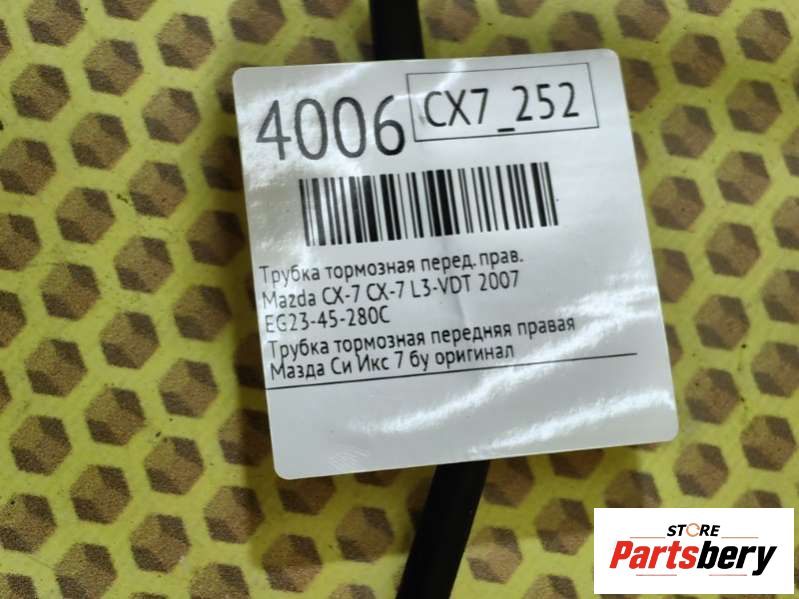 4006 CX7_252
Трубка тормозная перед. прав.
Mazda CX-7 CX-7 L3-VDT 2007
EG23-45-280C
Трубка тормозная передняя правая
Мазда Си Икс 7 бу оригинал
STORE
Partsbery